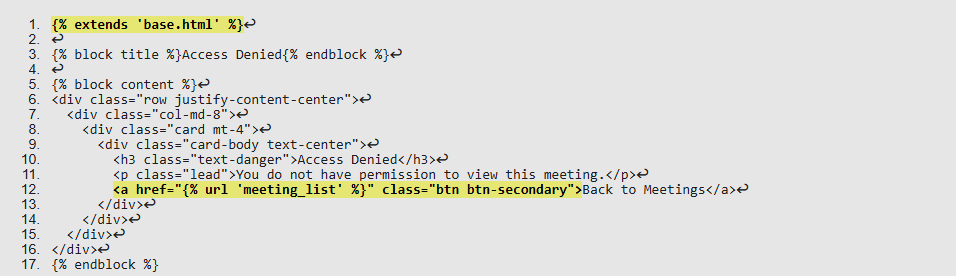 1. {% extends 'base.html' %}↩
2. ↩
3. {% block title %}Access Denied{% endblock %}↩
4. ↩
5. {% block content %}↩
6. <div class="row justify-content-center">↩
7.   <div class="col-md-8">↩
8.     <div class="card mt-4">↩
9.       <div class="card-body text-center">↩
10.         <h3 class="text-danger">Access Denied</h3>↩
11.         <p class="lead">You do not have permission to view this meeting.</p>↩
12.         <a href="{% url 'meeting_list' %}" class="btn btn-secondary">Back to Meetings</a>↩
13.       </div>↩
14.     </div>↩
15.   </div>↩
16. </div>↩
17. {% endblock %}